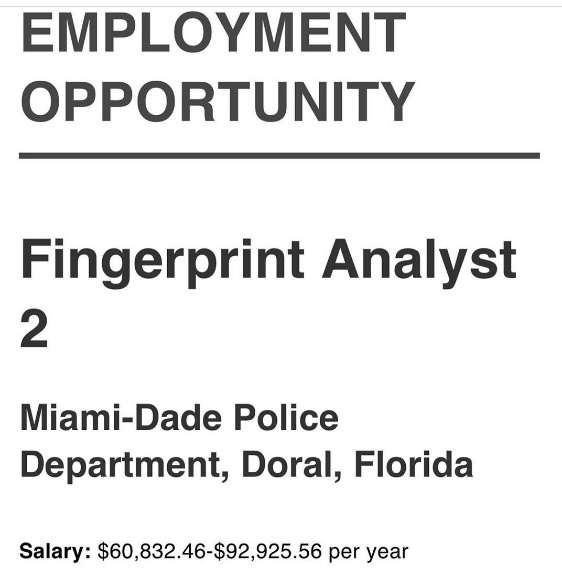 EMPLOYMENT
OPPORTUNITY
Fingerprint Analyst
2
Miami-Dade Police
Department, Doral, Florida
Salary: $60,832.46-$92,925.56 per year